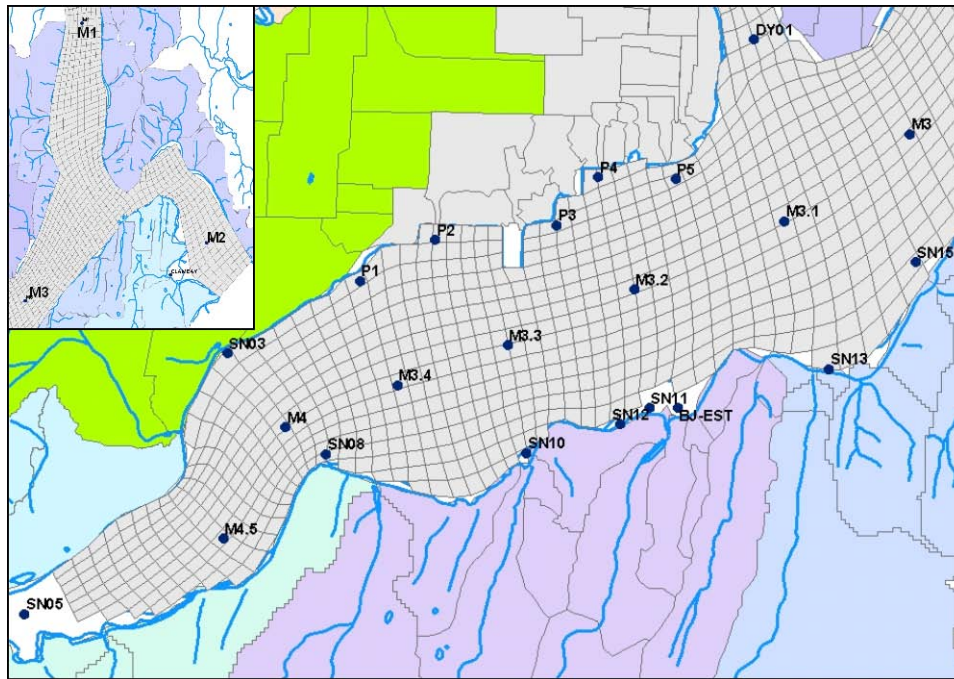 M1
M2
CLAMBAY
M3
DY01
M3
P4
P5
M3.1
P3
P2
SN15
P1
M3.2
M3.3
SN03
SN13
M3.4
SN11
M4
SN12
BJ-EST
SN08
SN10
M4.5
SN05